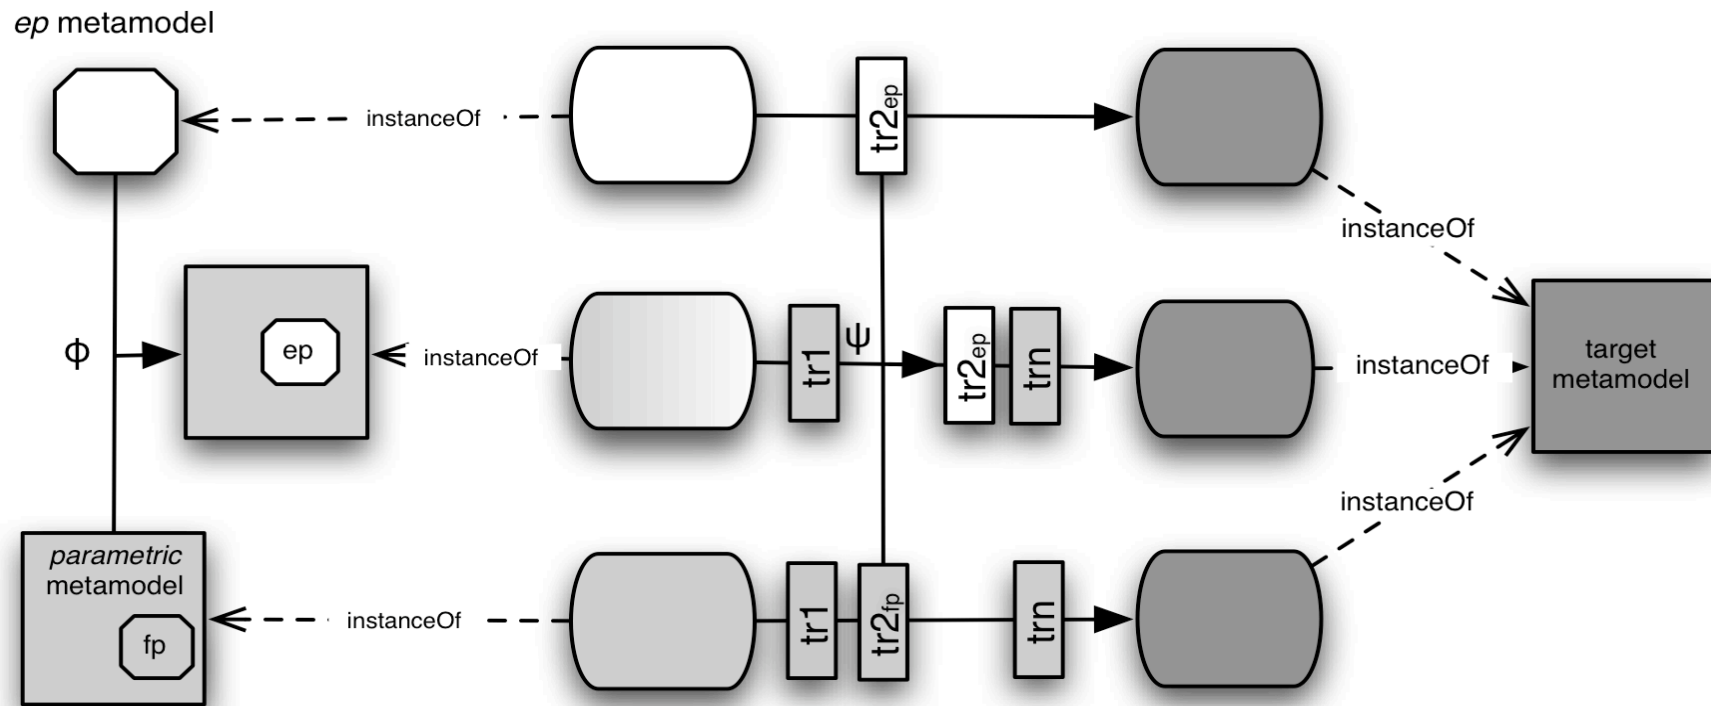 ep metamodel
instanceOf
tr2ep
instanceOf
ϕ
ep
instanceOf
tr1
ψ
tr2ep
trn
instanceOf
target
metamodel
parametric
metamodel
fp
instanceOf
tr1
tr2fp
trn
instanceOf